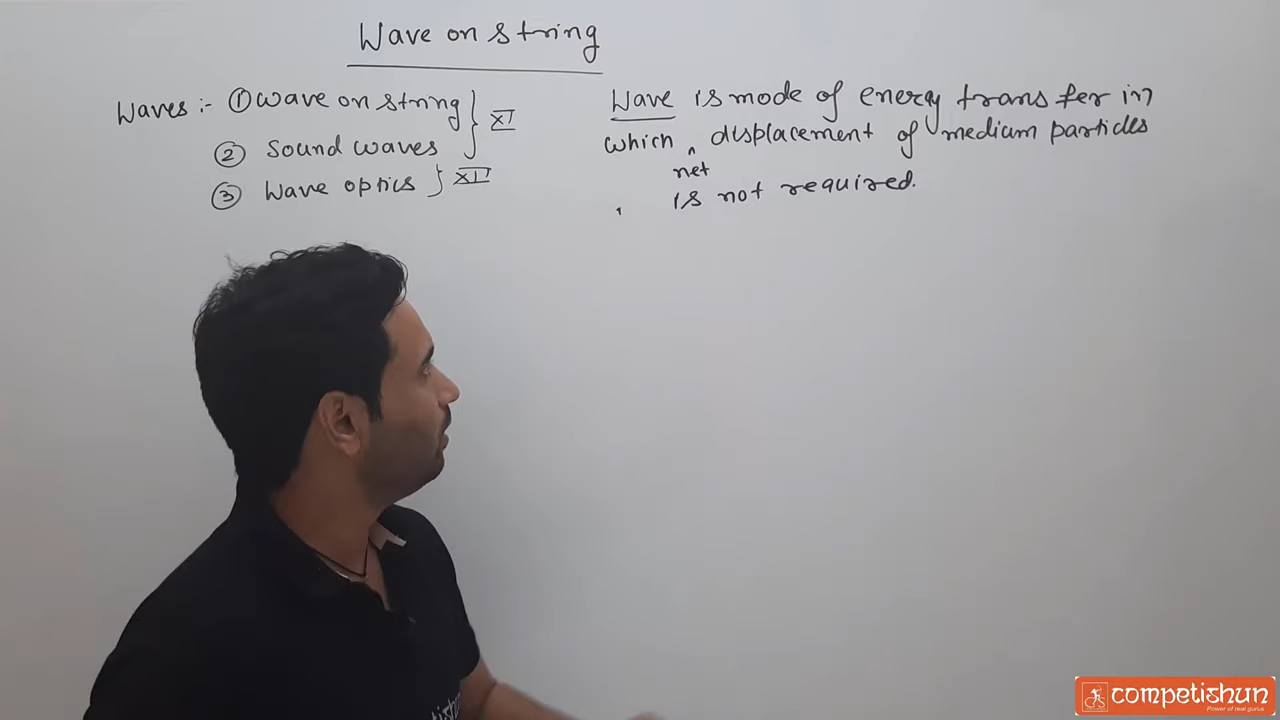 Wave on string
Waves :- ① Wave on string } XI
② Sound waves
③ Wave optics } XII
Wave is mode of energy transfer in
which ‸ displacement of medium particles
net
is not required.
competishun
Power of real gurus